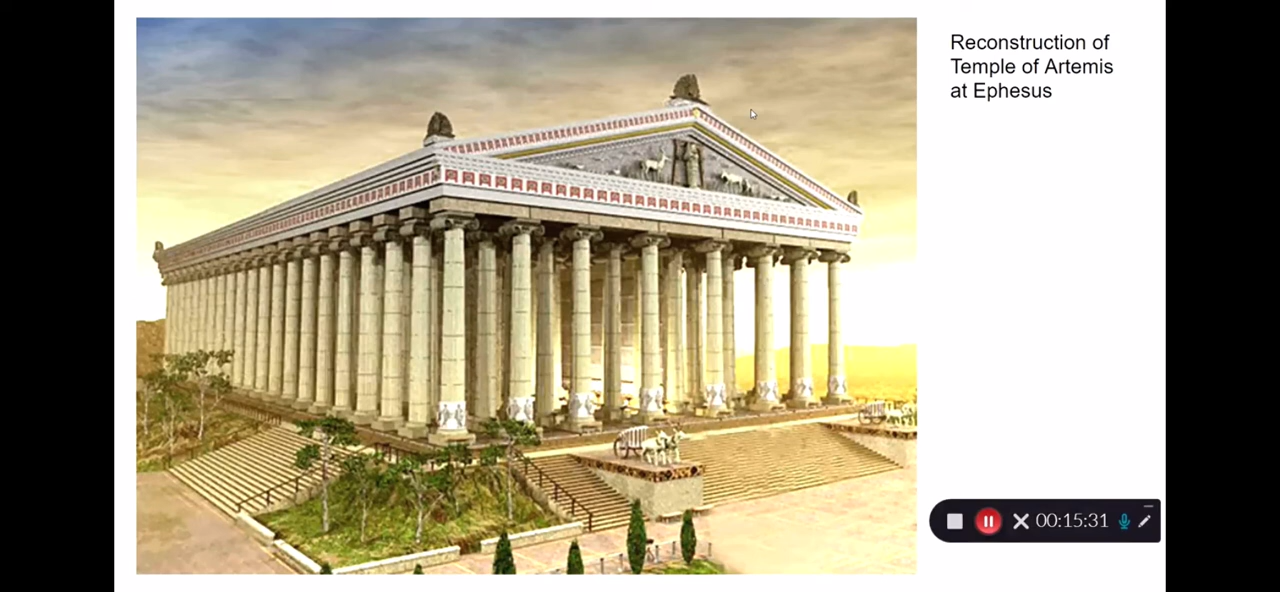 Reconstruction of
Temple of Artemis
at Ephesus
00:15:31